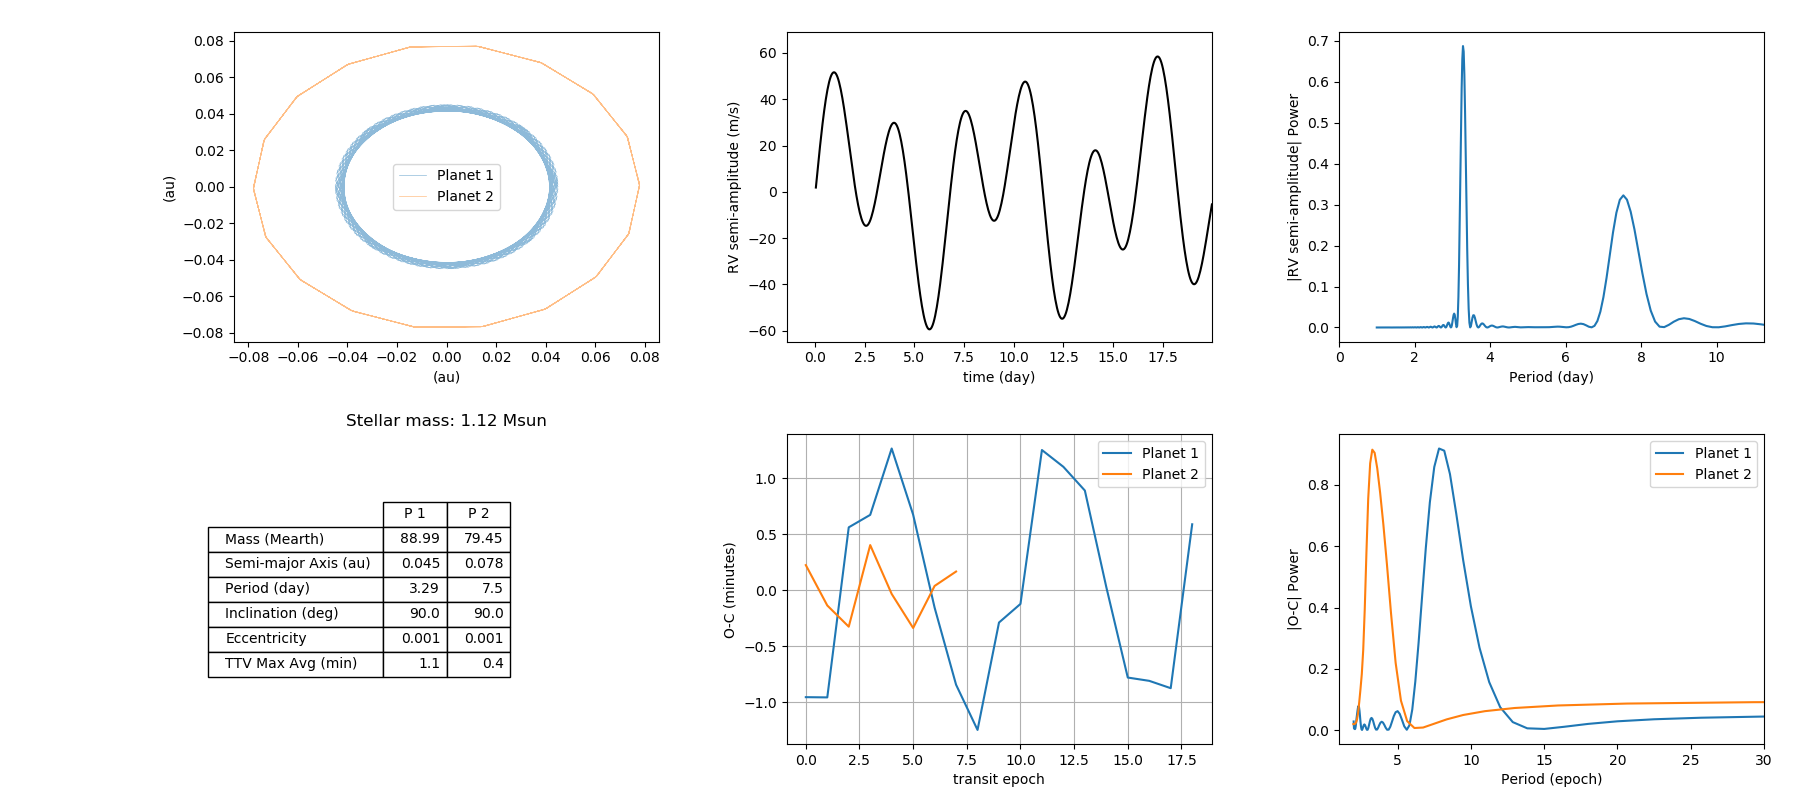 0.08
0.06
0.04
0.02
0.00
−0.02
−0.04
−0.06
−0.08
(au)
Planet 1
Planet 2
−0.08 −0.06 −0.04 −0.02 0.00 0.02 0.04 0.06 0.08
(au)
60
40
20
0
−20
−40
−60
RV semi-amplitude (m/s)
0.0 2.5 5.0 7.5 10.0 12.5 15.0 17.5
time (day)
0.7
0.6
0.5
0.4
0.3
0.2
0.1
0.0
|RV semi-amplitude| Power
0 2 4 6 8 10
Period (day)
Stellar mass: 1.12 Msun
P 1 P 2
Mass (Mearth) 88.99 79.45
Semi-major Axis (au) 0.045 0.078
Period (day) 3.29 7.5
Inclination (deg) 90.0 90.0
Eccentricity 0.001 0.001
TTV Max Avg (min) 1.1 0.4
1.0
0.5
0.0
−0.5
−1.0
O-C (minutes)
Planet 1
Planet 2
0.0 2.5 5.0 7.5 10.0 12.5 15.0 17.5
transit epoch
0.8
0.6
0.4
0.2
0.0
|O-C| Power
Planet 1
Planet 2
5 10 15 20 25 30
Period (epoch)